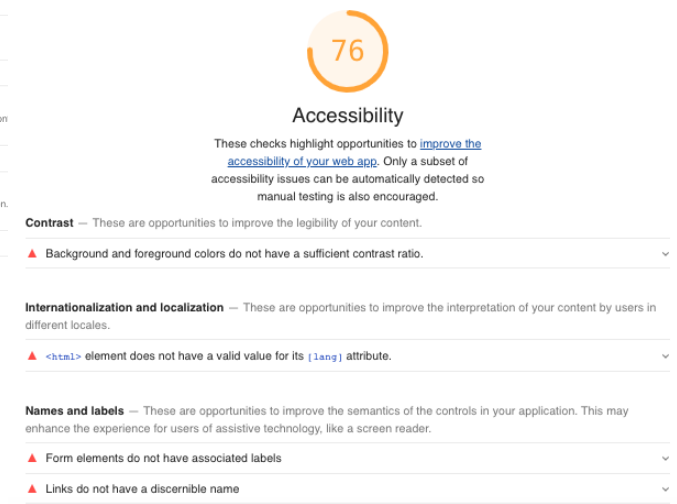 76
Accessibility
These checks highlight opportunities to improve the
accessibility of your web app. Only a subset of
accessibility issues can be automatically detected so
manual testing is also encouraged.
Contrast — These are opportunities to improve the legibility of your content.
Background and foreground colors do not have a sufficient contrast ratio.
Internationalization and localization — These are opportunities to improve the interpretation of your content by users in
different locales.
<html> element does not have a valid value for its [lang] attribute.
Names and labels — These are opportunities to improve the semantics of the controls in your application. This may
enhance the experience for users of assistive technology, like a screen reader.
Form elements do not have associated labels
Links do not have a discernible name